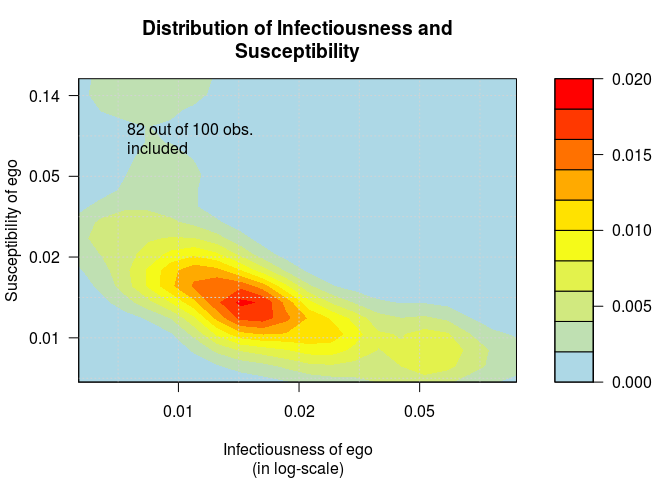 Distribution of Infectiousness and
Susceptibility
82 out of 100 obs.
included
Susceptibility of ego
0.14
0.05
0.02
0.01
0.01 0.02 0.05
Infectiousness of ego
(in log-scale)
0.020
0.015
0.010
0.005
0.000